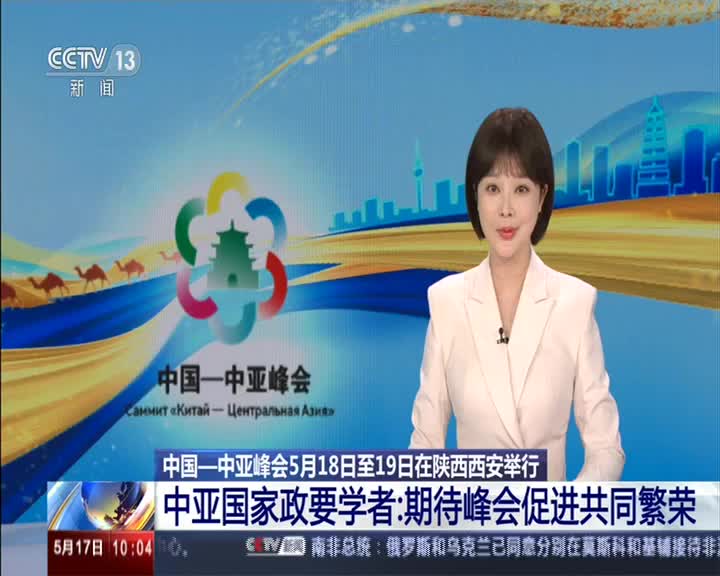 CCTV 13
新闻
中国—中亚峰会
Саммит «Китай — Центральная Азия»
中国—中亚峰会5月18日至19日在陕西西安举行
中亚国家政要学者:期待峰会促进共同繁荣
5月17日 10:04
心。 CCTV 新闻 南非总统:俄罗斯和乌克兰已同意分别在莫斯科和基辅接待非